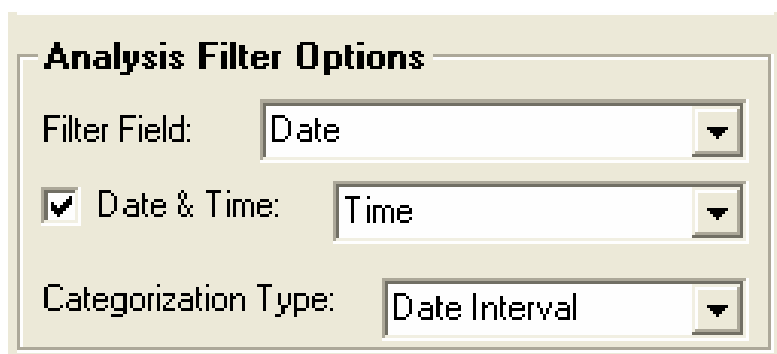 Analysis Filter Options
Filter Field: Date
Date & Time: Time
Categorization Type: Date Interval